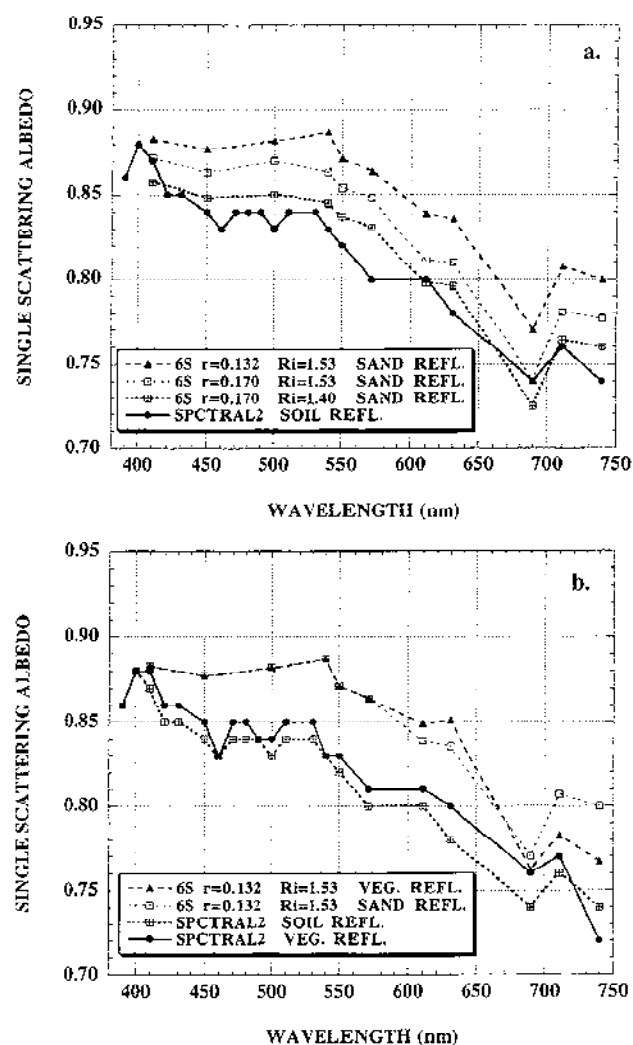 0.95
a.
0.90
0.85
0.80
0.75
0.70
SINGLE SCATTERING ALBEDO
6S r=0.132 Ri=1.53 SAND REFL.
6S r=0.170 Ri=1.53 SAND REFL.
6S r=0.170 Ri=1.40 SAND REFL.
SPCTRAL2 SOIL REFL.
400 450 500 550 600 650 700 750
WAVELENGTH (nm)
0.95
b.
0.90
0.85
0.80
0.75
0.70
SINGLE SCATTERING ALBEDO
6S r=0.132 Ri=1.53 VEG. REFL.
6S r=0.132 Ri=1.53 SAND REFL.
SPCTRAL2 SOIL REFL.
SPCTRAL2 VEG. REFL.
400 450 500 550 600 650 700 750
WAVELENGTH (nm)